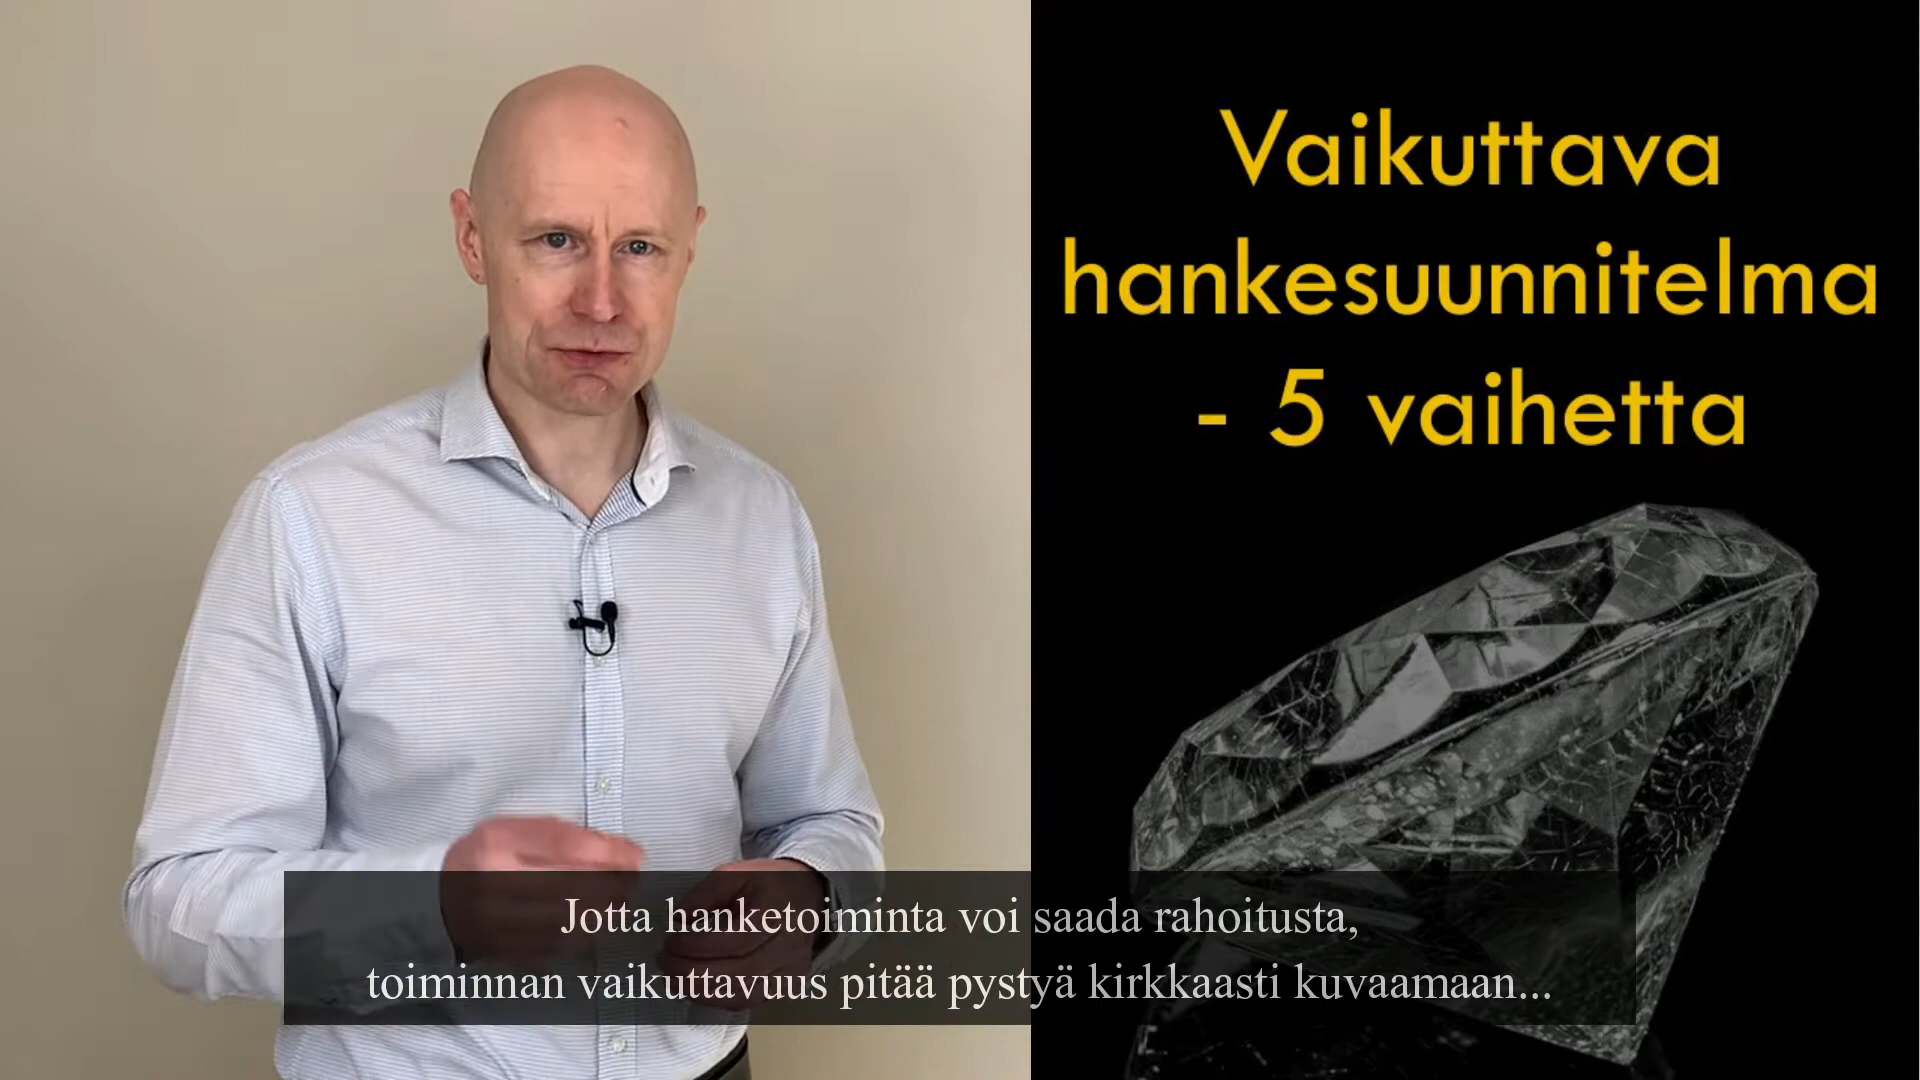 Vaikuttava
hankesuunnitelma
- 5 vaihetta
Jotta hanketoiminta voi saada rahoitusta,
toiminnan vaikuttavuus pitää pystyä kirkkaasti kuvaamaan...